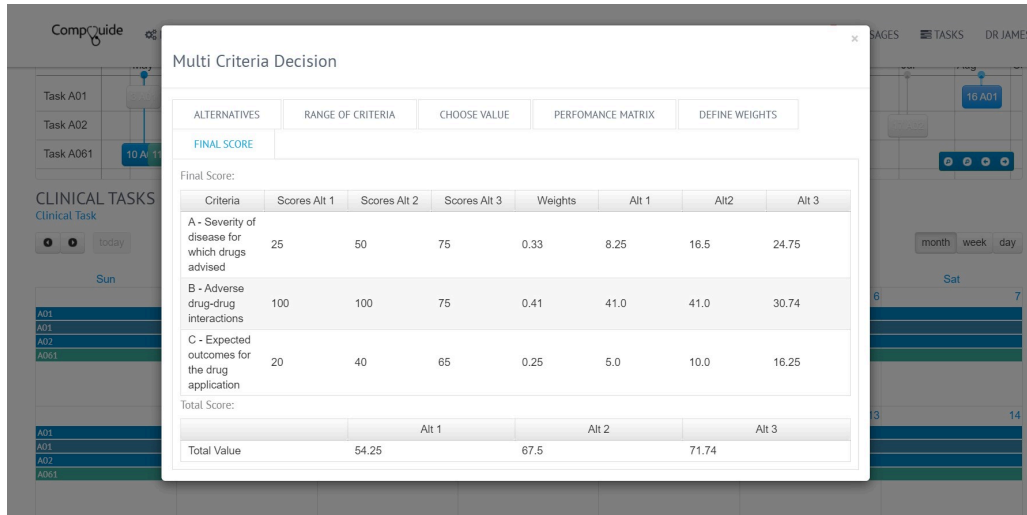 CompGuide
SAGES TASKS DR JAMES
×
Multi Criteria Decision
Task A01
16 A01
Task A02
Task A061
10 A
ALTERNATIVES RANGE OF CRITERIA CHOOSE VALUE PERFOMANCE MATRIX DEFINE WEIGHTS
FINAL SCORE
Final Score:
Criteria Scores Alt 1 Scores Alt 2 Scores Alt 3 Weights Alt 1 Alt2 Alt 3
A - Severity of
disease for
which drugs
advised
25 50 75 0.33 8.25 16.5 24.75
B - Adverse
drug-drug
interactions
100 100 75 0.41 41.0 41.0 30.74
C - Expected
outcomes for
the drug
application
20 40 65 0.25 5.0 10.0 16.25
Total Score:
Alt 1 Alt 2 Alt 3
Total Value 54.25 67.5 71.74
CLINICAL TASKS
Clinical Task
today
month week day
Sun Sat
6 7
A01
A01
A02
A061
13 14
A01
A01
A02
A061